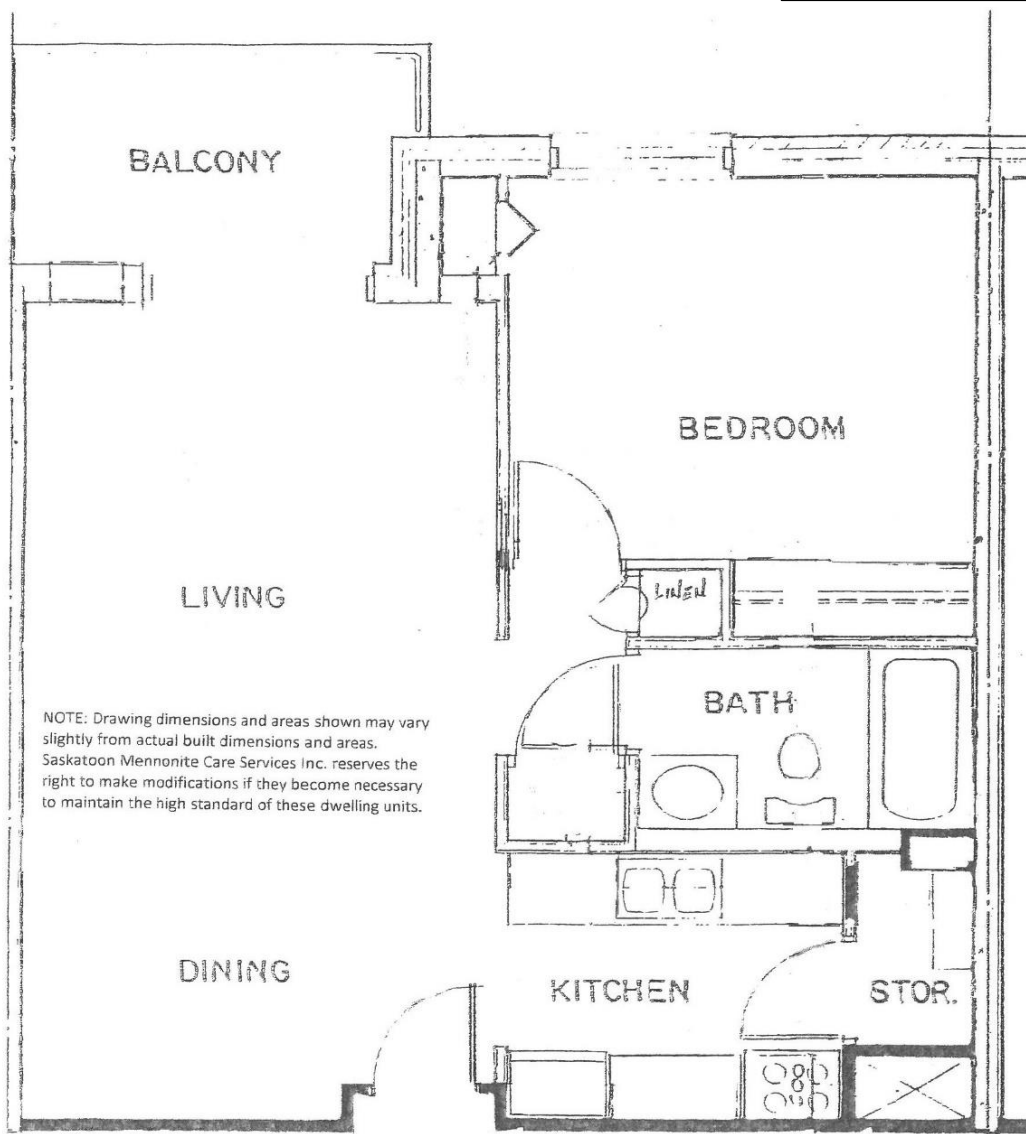 BALCONY
BEDROOM
LINEN
LIVING
BATH
NOTE: Drawing dimensions and areas shown may vary
slightly from actual built dimensions and areas.
Saskatoon Mennonite Care Services Inc. reserves the
right to make modifications if they become necessary
to maintain the high standard of these dwelling units.
DINING
KITCHEN
STOR.